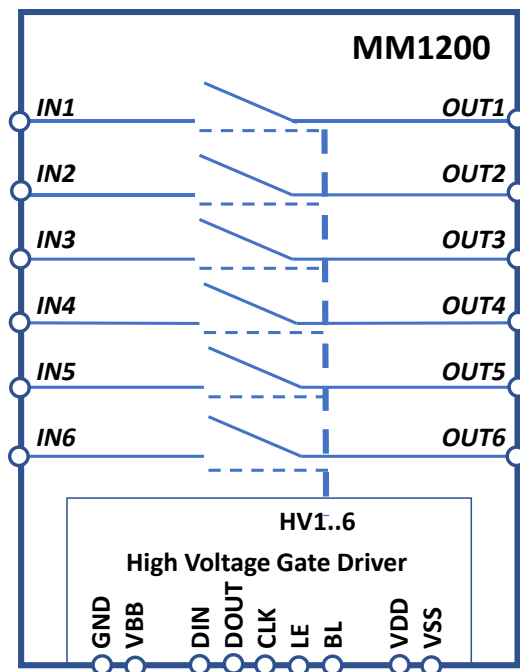 MM1200
IN1 OUT1
IN2 OUT2
IN3 OUT3
IN4 OUT4
IN5 OUT5
IN6 OUT6
HV1..6
High Voltage Gate Driver
GND VBB DIN DOUT CLK LE BL VDD VSS